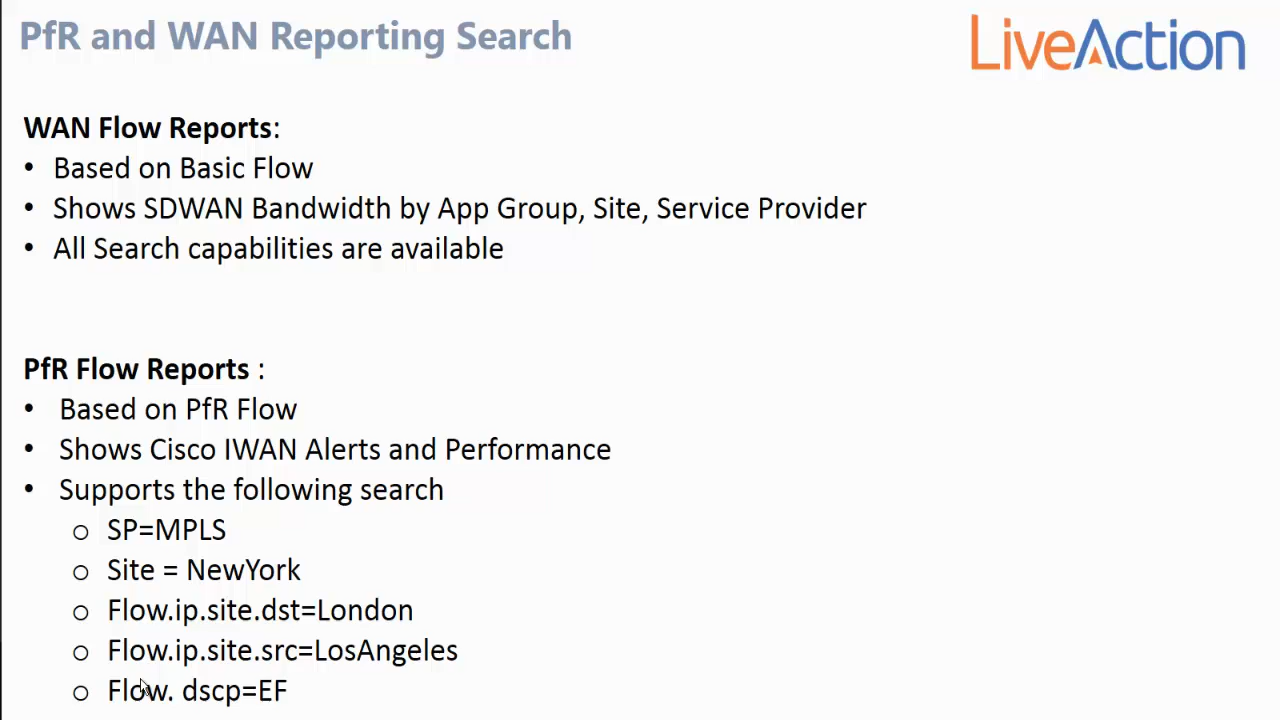 PfR and WAN Reporting Search
LiveAction
WAN Flow Reports:
• Based on Basic Flow
• Shows SDWAN Bandwidth by App Group, Site, Service Provider
• All Search capabilities are available
PfR Flow Reports :
• Based on PfR Flow
• Shows Cisco IWAN Alerts and Performance
• Supports the following search
o SP=MPLS
o Site = NewYork
o Flow.ip.site.dst=London
o Flow.ip.site.src=LosAngeles
o Flow. dscp=EF